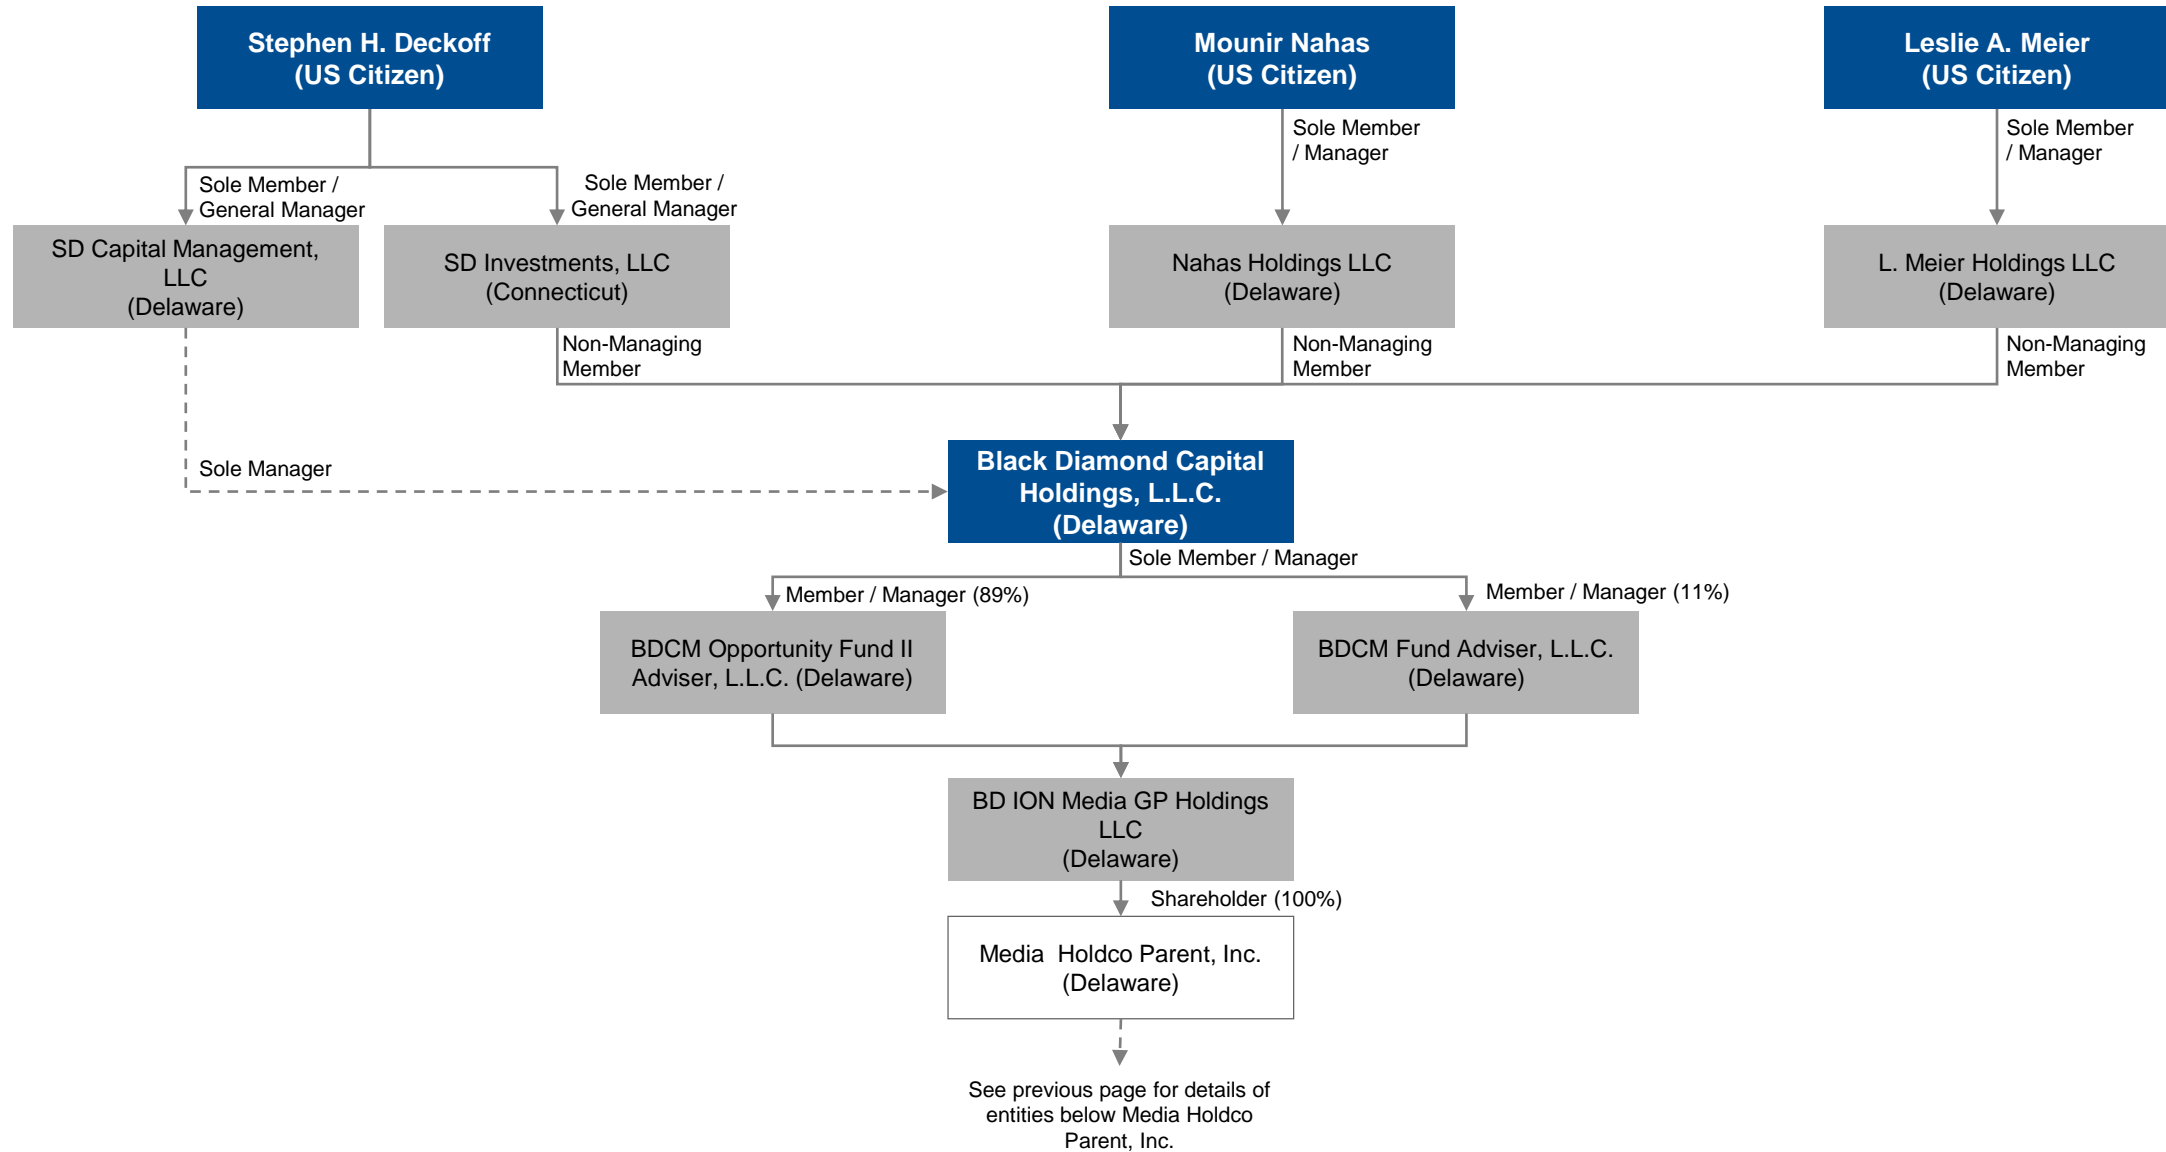 Stephen H. Deckoff
(US Citizen)
Mounir Nahas
(US Citizen)
Leslie A. Meier
(US Citizen)
Sole Member /
General Manager
Sole Member /
General Manager
Sole Member
/ Manager
Sole Member
/ Manager
SD Capital Management,
LLC
(Delaware)
SD Investments, LLC
(Connecticut)
Nahas Holdings LLC
(Delaware)
L. Meier Holdings LLC
(Delaware)
Non-Managing
Member
Non-Managing
Member
Non-Managing
Member
Sole Manager
Black Diamond Capital
Holdings, L.L.C.
(Delaware)
Sole Member / Manager
Member / Manager (89%)
Member / Manager (11%)
BDCM Opportunity Fund II
Adviser, L.L.C. (Delaware)
BDCM Fund Adviser, L.L.C.
(Delaware)
BD ION Media GP Holdings
LLC
(Delaware)
Shareholder (100%)
Media  Holdco Parent, Inc.
(Delaware)
See previous page for details of
entities below Media Holdco
Parent, Inc.